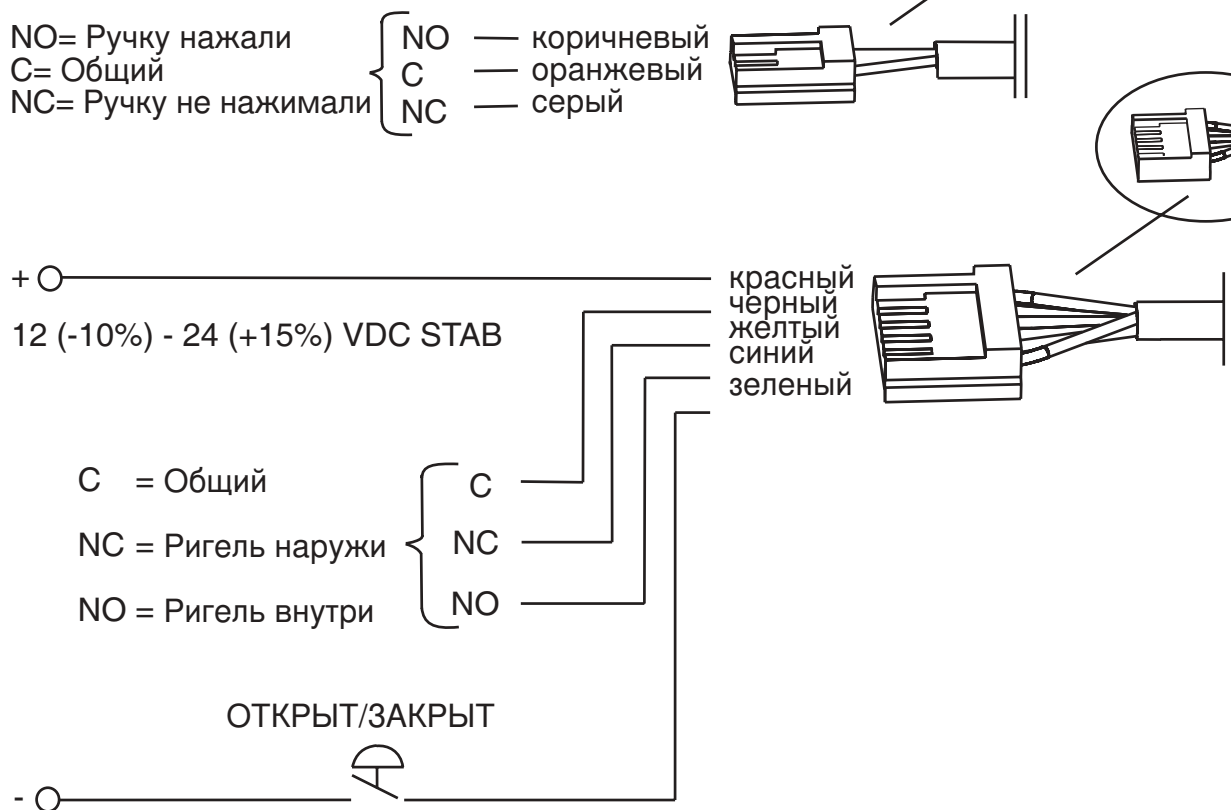 NO= Ручку нажали
C= Общий
NC= Ручку не нажимали
NO — коричневый
C — оранжевый
NC — серый
+
12 (-10%) - 24 (+15%) VDC STAB
красный
черный
жёлтый
синий
зеленый
C = Общий
NC = Ригель наружи
NO = Ригель внутри
C
NC
NO
ОТКРЫТ/ЗАКРЫТ
-